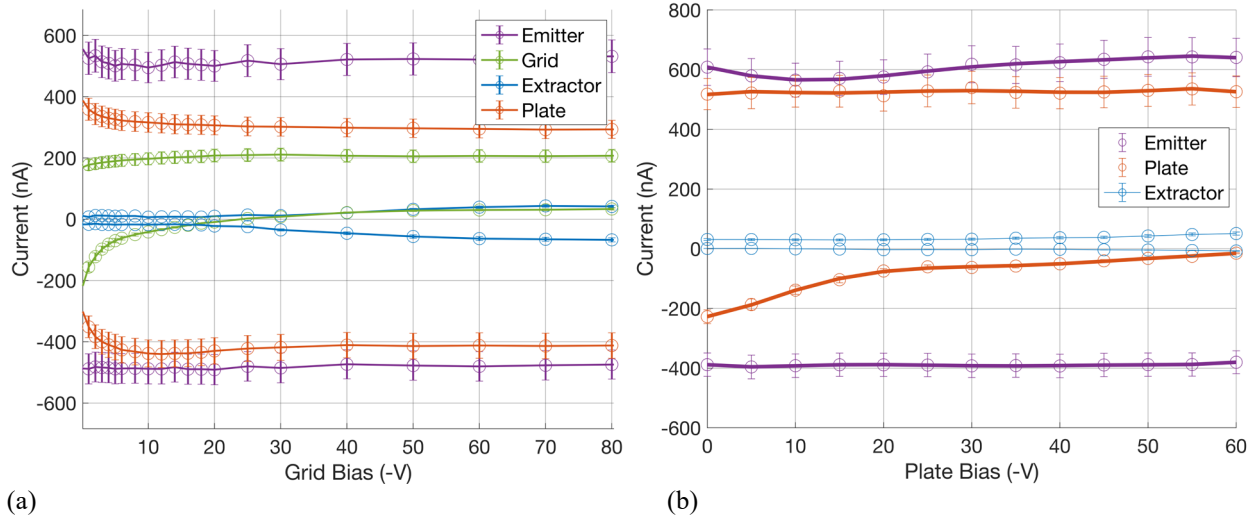 600
400
200
0
-200
-400
-600
Current (nA)
10
20
30
40
50
60
70
80
Grid Bias (-V)
Emitter
Grid
Extractor
Plate
(a)
800
600
400
200
0
-200
-400
-600
Current (nA)
0
10
20
30
40
50
60
Plate Bias (-V)
Emitter
Plate
Extractor
(b)